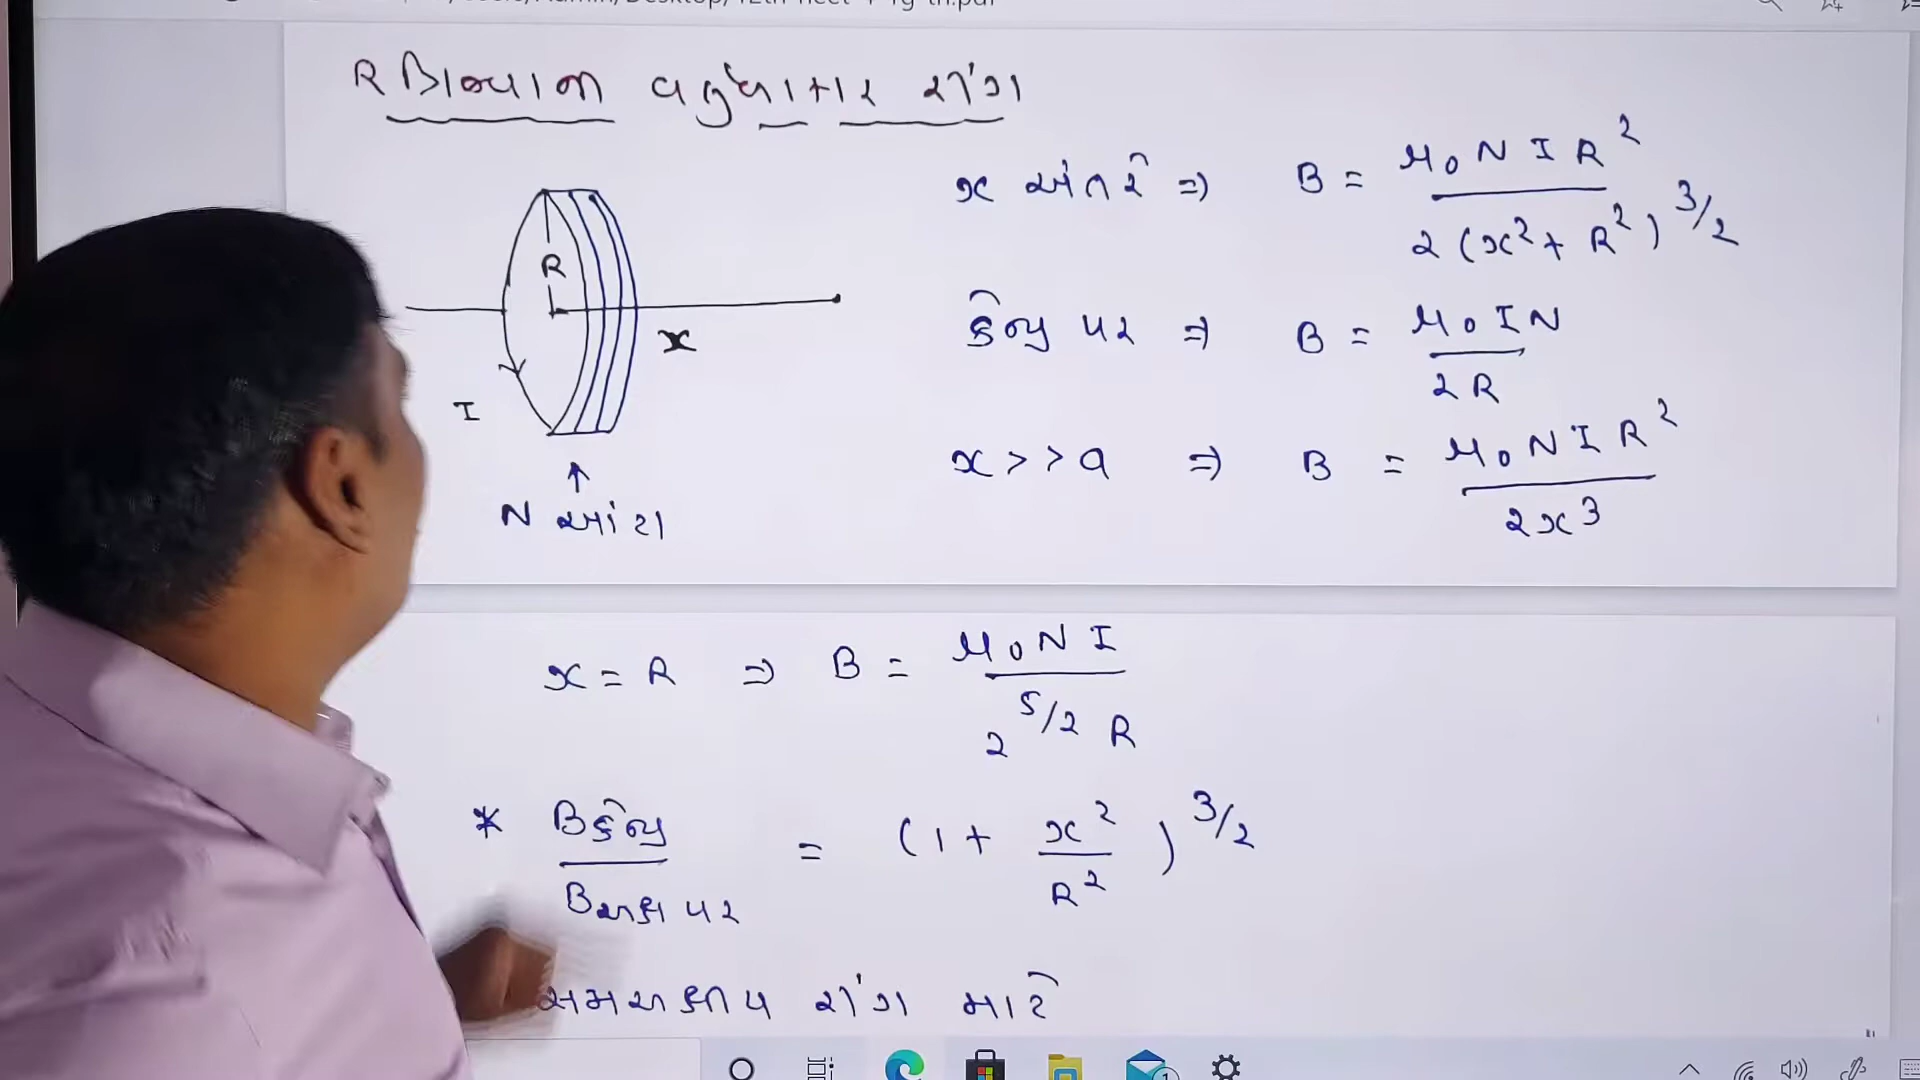 R ત્રિજ્યાના વર્તુળાકાર રીંગ
x અંતરે ⇒ B = μ₀NIR² / 2(x² + R²)^3/2
R
x
કેન્દ્ર પર ⇒ B = μ₀IN / 2R
I
x >> a ⇒ B = μ₀NIR² / 2x³
↑
N આંટા
x = R ⇒ B = μ₀NI / 2^5/2 R
* Bકેન્દ્ર / Bઅક્ષ પર = (1 + x²/R²)^3/2
સમઅક્ષીય રીંગ માટે